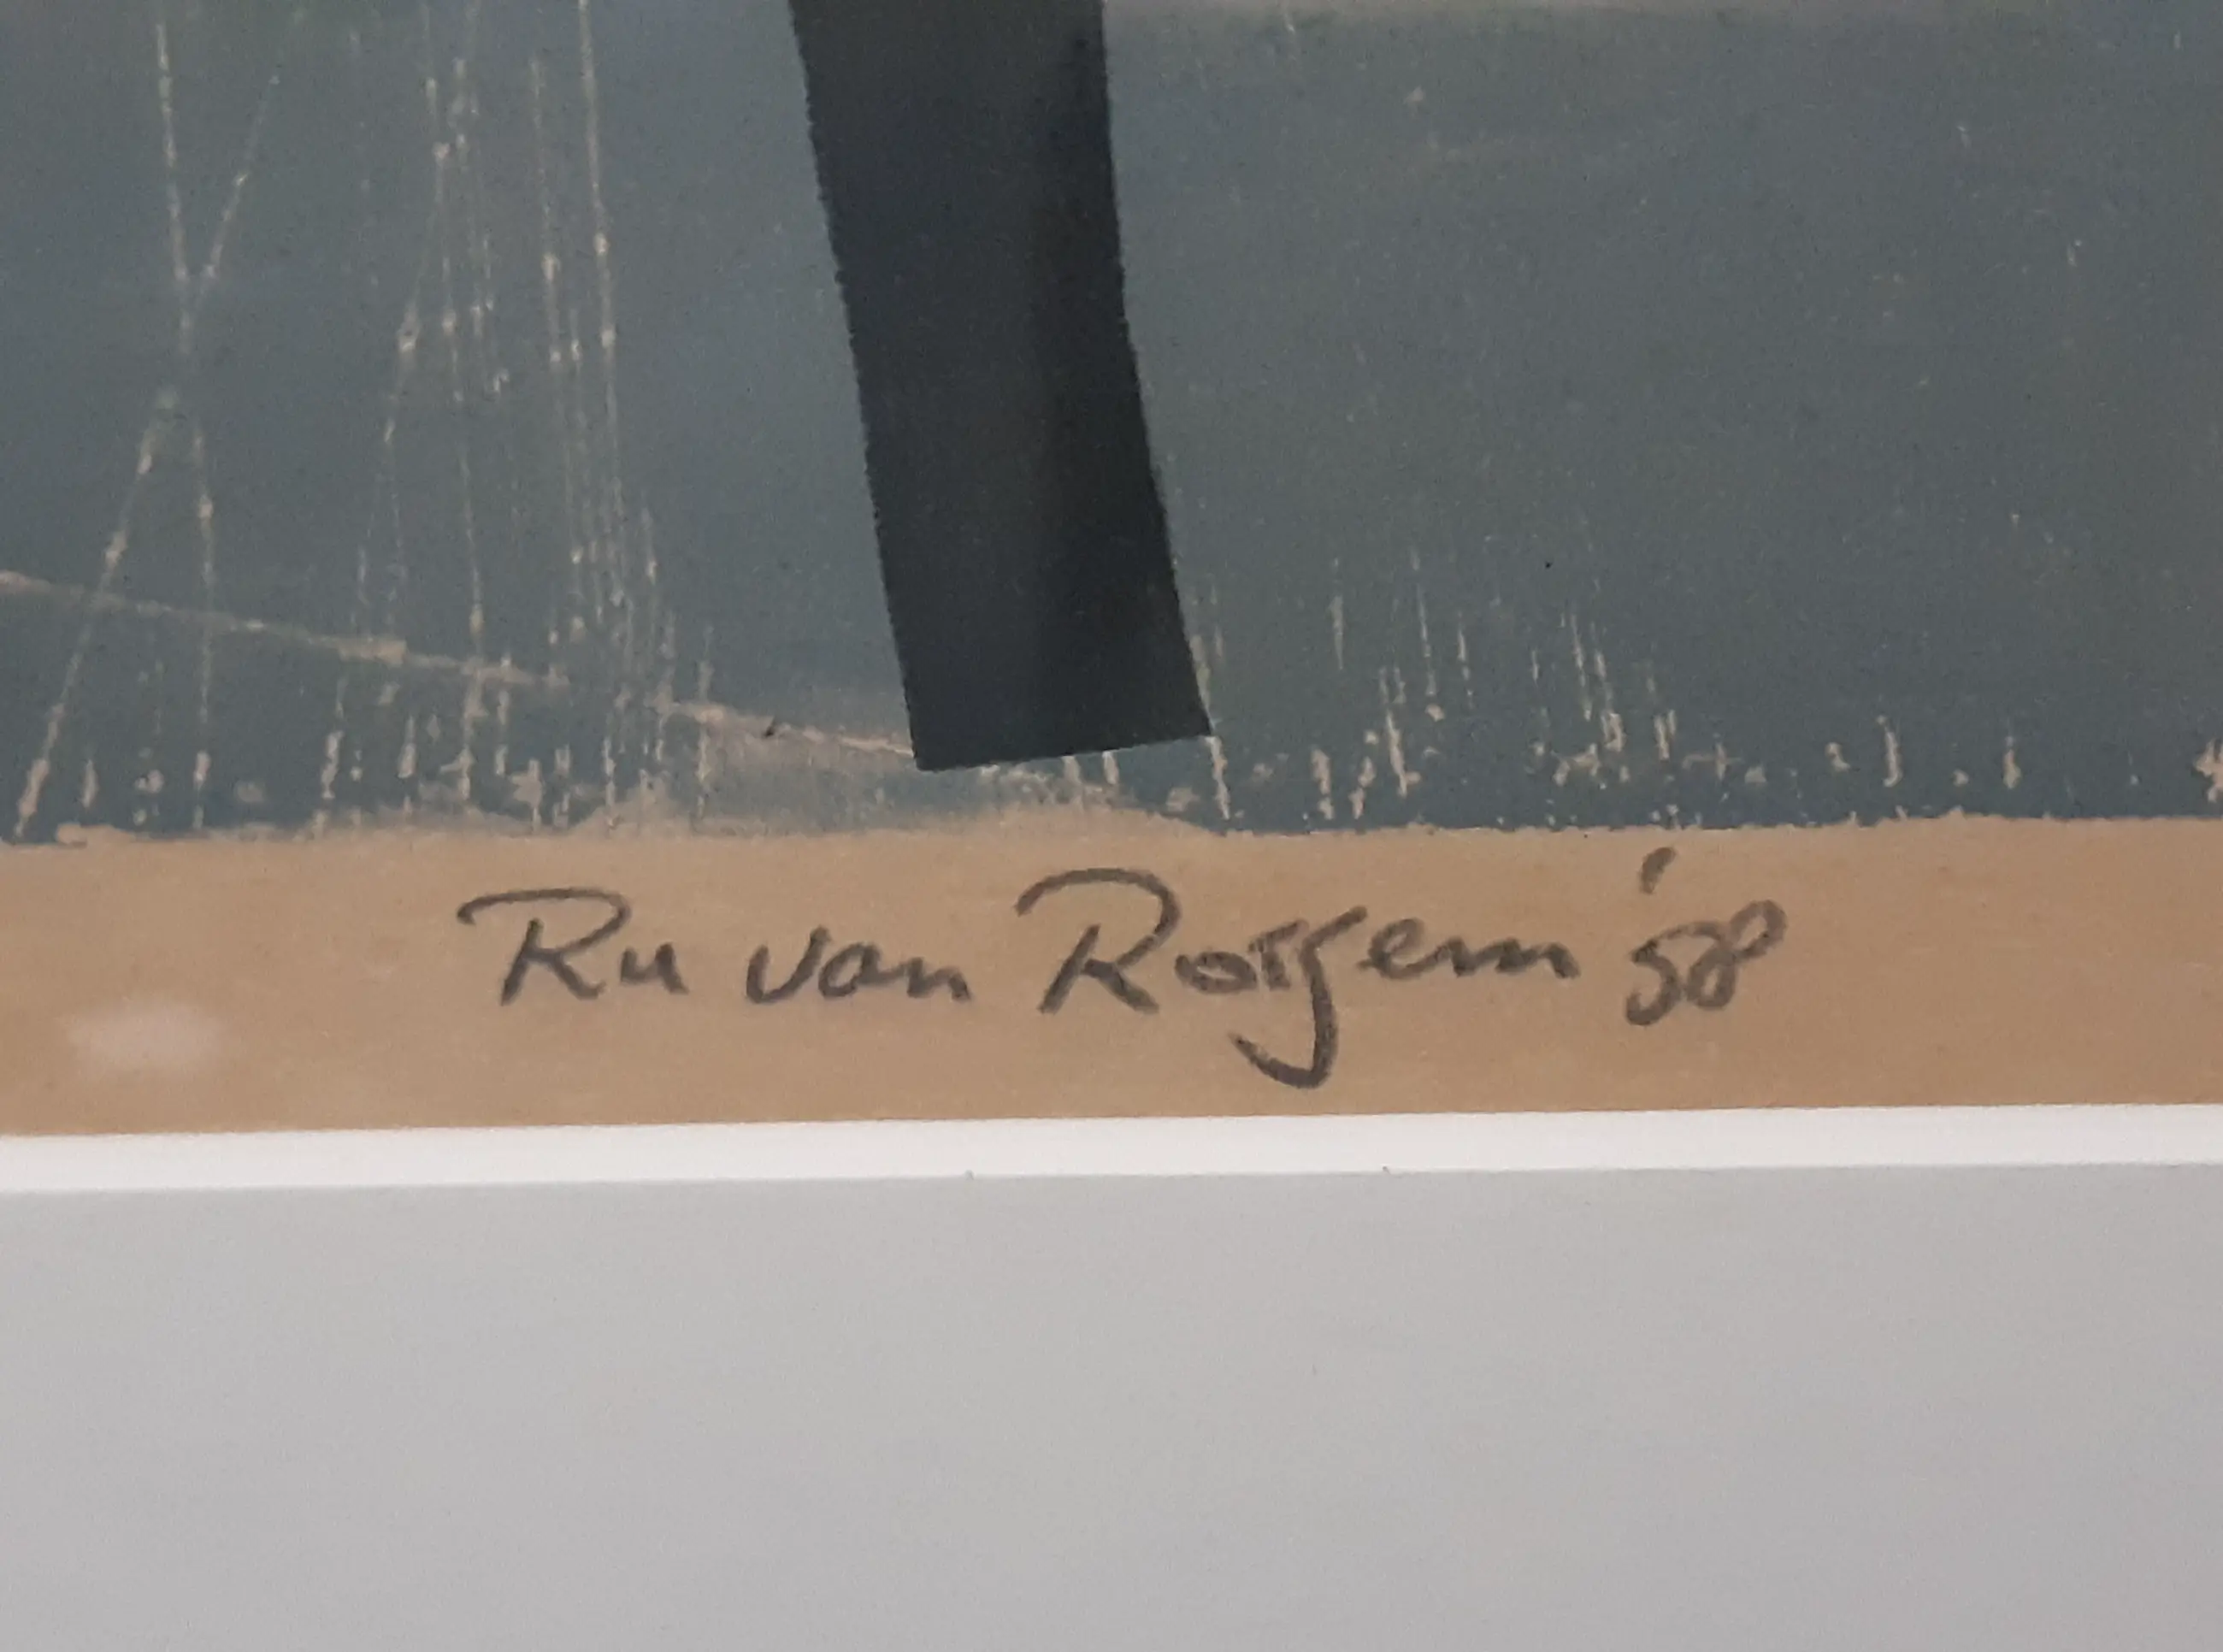 Ru van Rossem '58